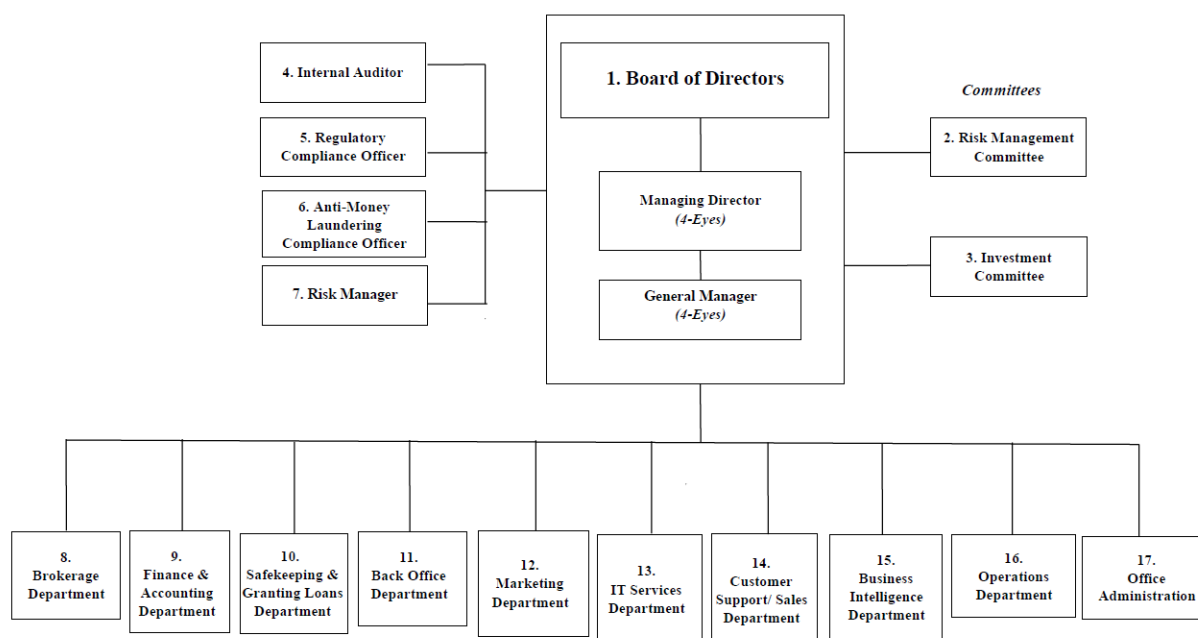 1. Board of Directors
Managing Director
(4-Eyes)
General Manager
(4-Eyes)
4. Internal Auditor
5. Regulatory
Compliance Officer
6. Anti-Money
Laundering
Compliance Officer
7. Risk Manager
Committees
2. Risk Management
Committee
3. Investment
Committee
8.
Brokerage
Department
9.
Finance &
Accounting
Department
10.
Safekeeping &
Granting Loans
Department
11.
Back Office
Department
12.
Marketing
Department
13.
IT Services
Department
14.
Customer
Support/ Sales
Department
15.
Business
Intelligence
Department
16.
Operations
Department
17.
Office
Administration